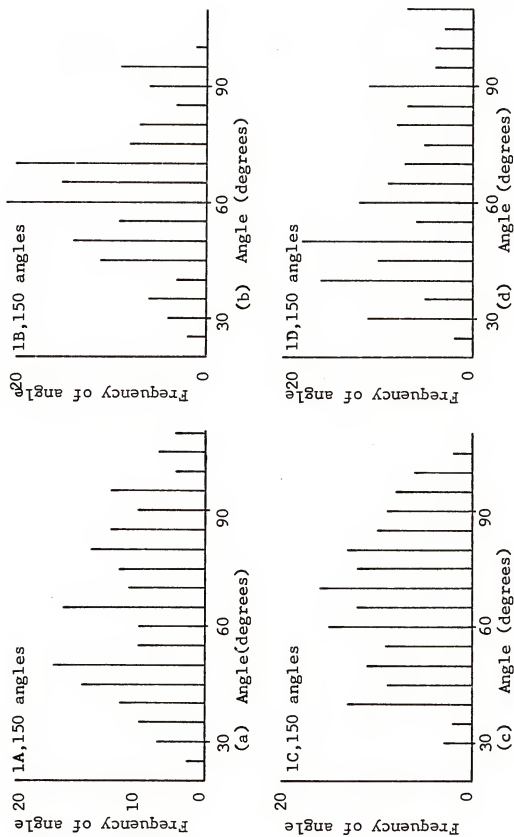 1A,150 angles
20
10
0
Frequency of angle
30
60
90
(a) Angle(degrees)
1B,150 angles
20
0
Frequency of angle
30
60
90
(b) Angle (degrees)
1C,150 angles
20
0
Frequency of angle
30
60
90
(c) Angle (degrees)
1D,150 angles
20
0
Frequency of angle
30
60
90
(d) Angle (degrees)